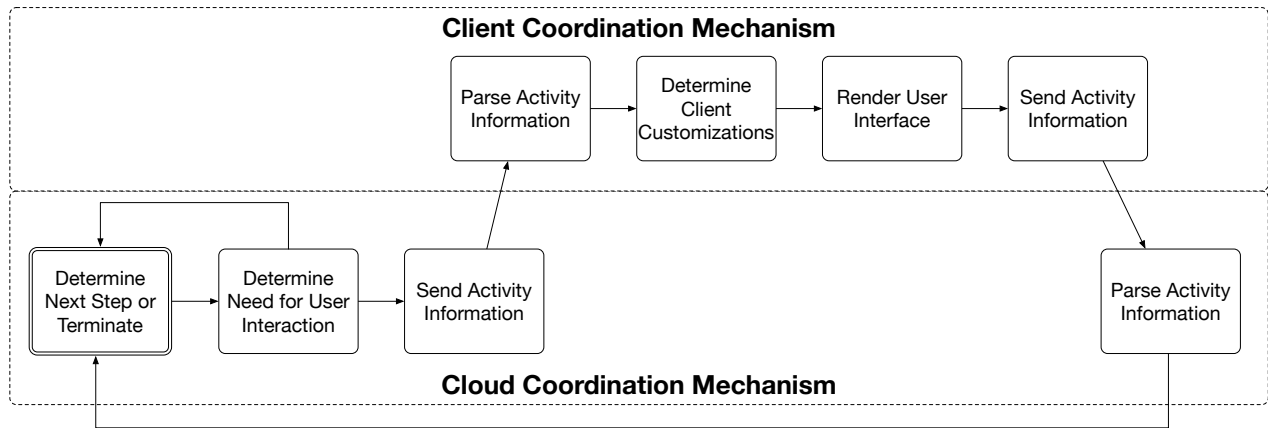 Client Coordination Mechanism
Parse Activity
Information
Determine
Client
Customizations
Render User
Interface
Send Activity
Information
Determine
Next Step or
Terminate
Determine
Need for User
Interaction
Send Activity
Information
Parse Activity
Information
Cloud Coordination Mechanism